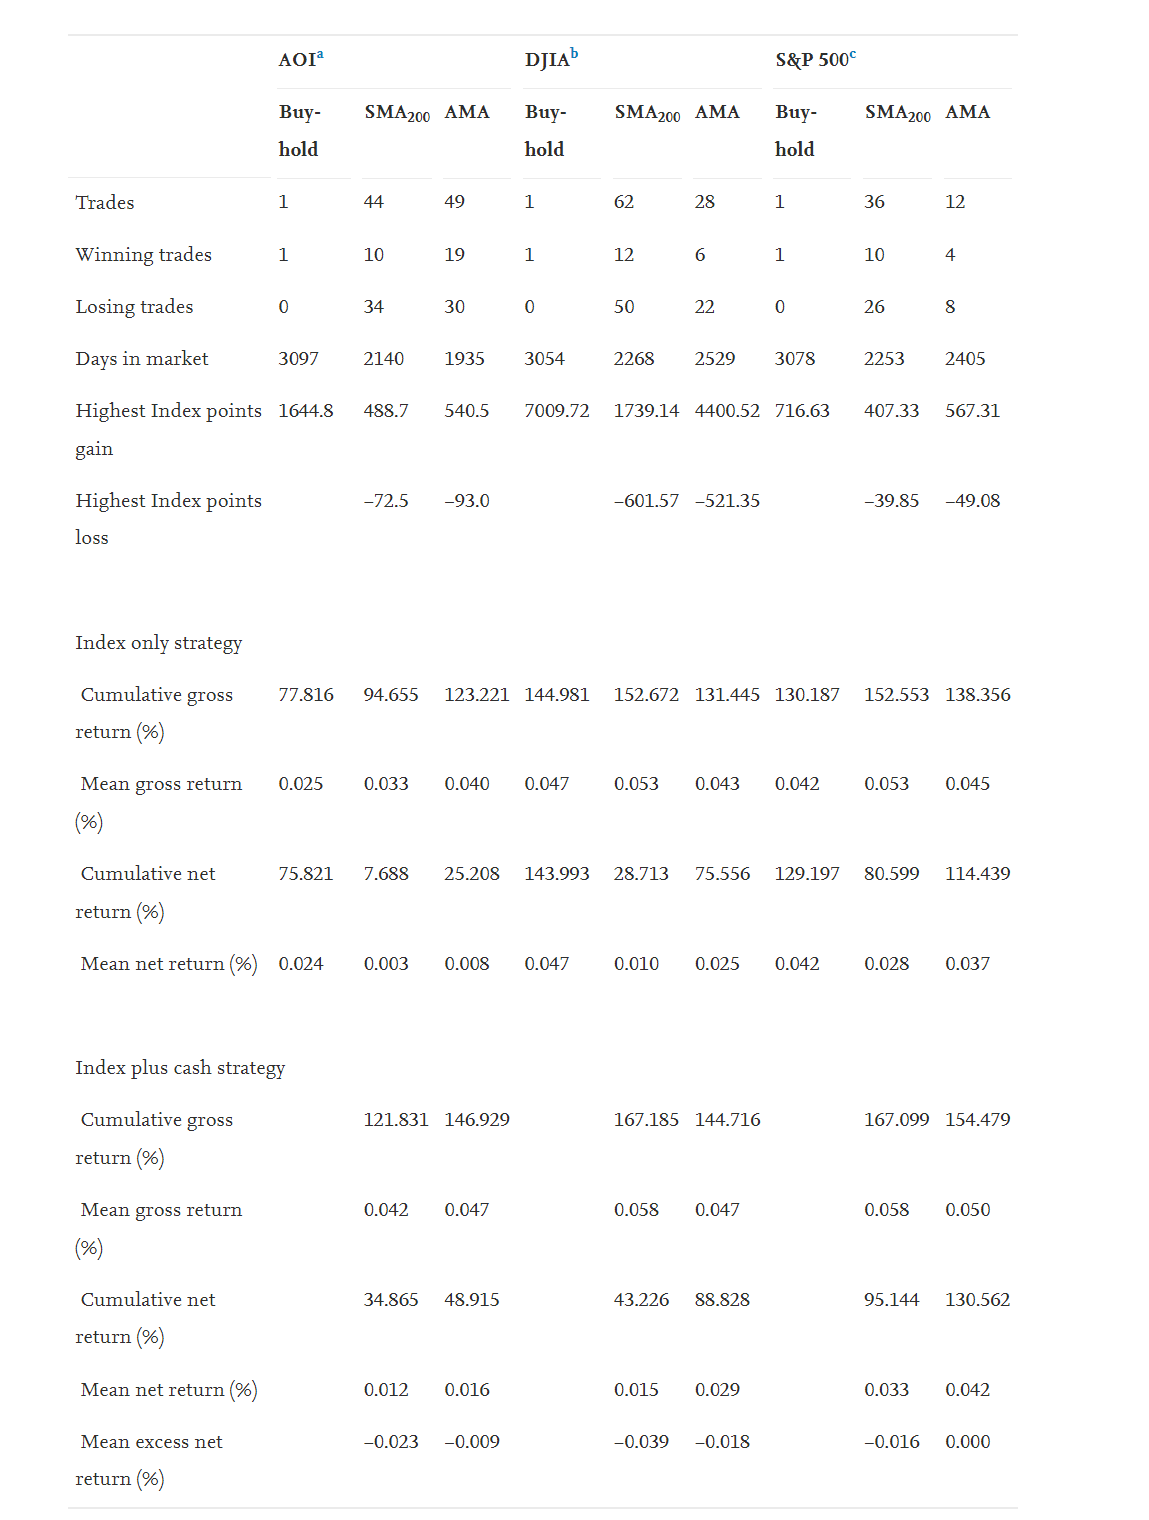 AOIa DJIAb S&P 500c
Buy- SMA200 AMA Buy- SMA200 AMA Buy- SMA200 AMA
hold hold hold
Trades 1 44 49 1 62 28 1 36 12
Winning trades 1 10 19 1 12 6 1 10 4
Losing trades 0 34 30 0 50 22 0 26 8
Days in market 3097 2140 1935 3054 2268 2529 3078 2253 2405
Highest Index points 1644.8 488.7 540.5 7009.72 1739.14 4400.52 716.63 407.33 567.31
gain
Highest Index points –72.5 –93.0 –601.57 –521.35 –39.85 –49.08
loss
Index only strategy
Cumulative gross 77.816 94.655 123.221 144.981 152.672 131.445 130.187 152.553 138.356
return (%)
Mean gross return 0.025 0.033 0.040 0.047 0.053 0.043 0.042 0.053 0.045
(%)
Cumulative net 75.821 7.688 25.208 143.993 28.713 75.556 129.197 80.599 114.439
return (%)
Mean net return (%) 0.024 0.003 0.008 0.047 0.010 0.025 0.042 0.028 0.037
Index plus cash strategy
Cumulative gross 121.831 146.929 167.185 144.716 167.099 154.479
return (%)
Mean gross return 0.042 0.047 0.058 0.047 0.058 0.050
(%)
Cumulative net 34.865 48.915 43.226 88.828 95.144 130.562
return (%)
Mean net return (%) 0.012 0.016 0.015 0.029 0.033 0.042
Mean excess net –0.023 –0.009 –0.039 –0.018 –0.016 0.000
return (%)